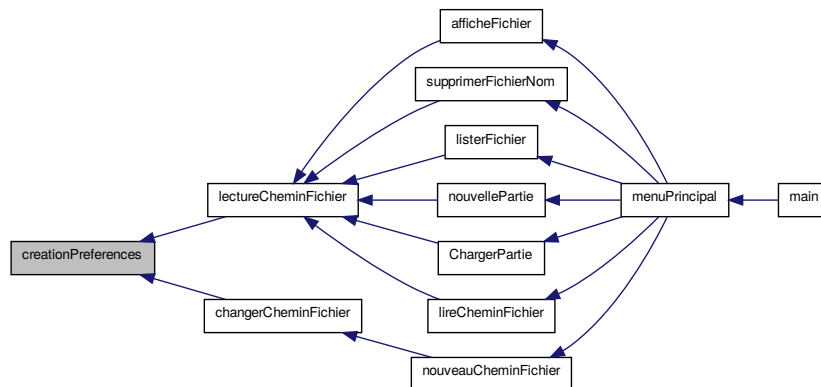 afficheFichier
supprimerFichierNom
listerFichier
lectureCheminFichier
nouvellePartie
menuPrincipal
main
creationPreferences
ChargerPartie
changerCheminFichier
lireCheminFichier
nouveauCheminFichier